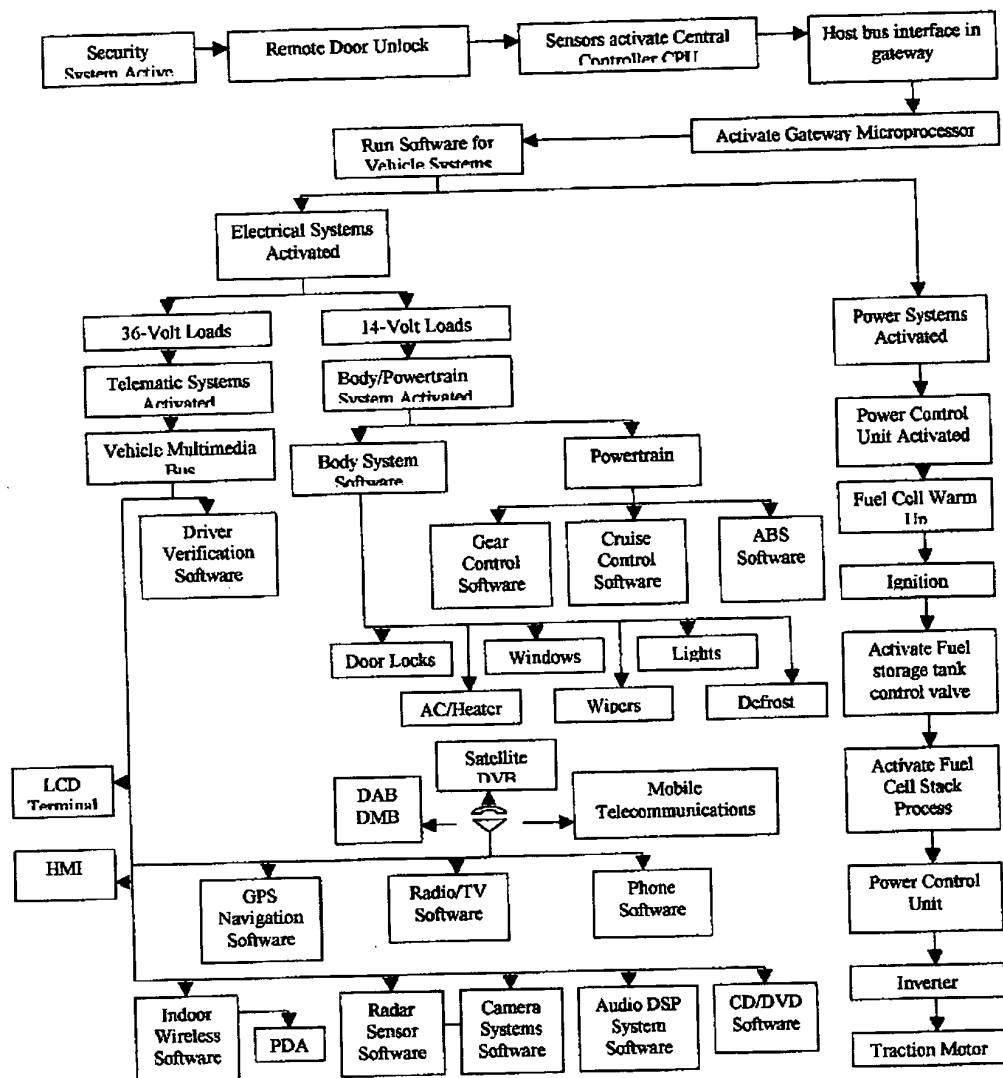 Security
System Active
Remote Door Unlock
Sensors activate Central
Controller CPU
Host bus interface in
gateway
Activate Gateway Microprocessor
Run Software for
Vehicle Systems
Electrical Systems
Activated
36-Volt Loads
14-Volt Loads
Power Systems
Activated
Telematic Systems
Activated
Body/Powertrain
System Activated
Power Control
Unit Activated
Vehicle Multimedia
Bus
Body System
Software
Powertrain
Fuel Cell Warm
Up
Driver
Verification
Software
Gear
Control
Software
Cruise
Control
Software
ABS
Software
Ignition
Door Locks
Windows
Lights
Activate Fuel
storage tank
control valve
AC/Heater
Wipers
Defrost
LCD
Terminal
Satellite
DVB
DAB
DMB
Mobile
Telecommunications
Activate Fuel
Cell Stack
Process
HMI
GPS
Navigation
Software
Radio/TV
Software
Phone
Software
Power Control
Unit
Inverter
Indoor
Wireless
Software
PDA
Radar
Sensor
Software
Camera
Systems
Software
Audio DSP
System
Software
CD/DVD
Software
Traction Motor